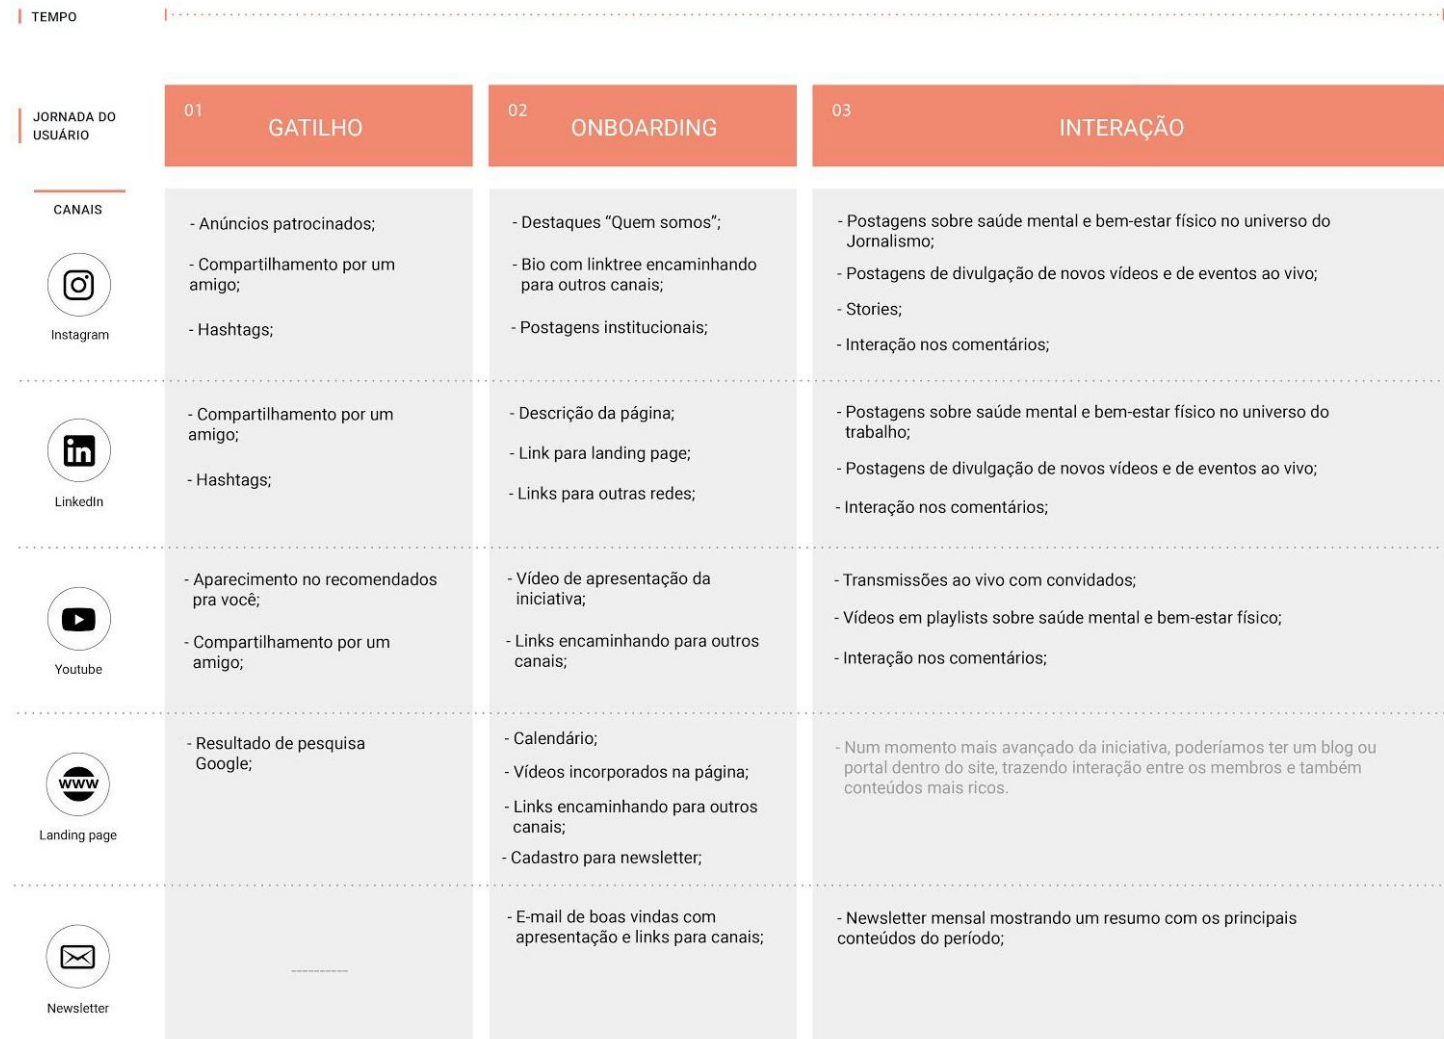 TEMPO
JORNADA DO
USUÁRIO
01
GATILHO
02
ONBOARDING
03
INTERAÇÃO
CANAIS
Instagram
- Anúncios patrocinados;
- Compartilhamento por um
amigo;
- Hashtags;
- Destaques “Quem somos”;
- Bio com linktree encaminhando
para outros canais;
- Postagens institucionais;
- Postagens sobre saúde mental e bem-estar físico no universo do
Jornalismo;
- Postagens de divulgação de novos vídeos e de eventos ao vivo;
- Stories;
- Interação nos comentários;
LinkedIn
- Compartilhamento por um
amigo;
- Hashtags;
- Descrição da página;
- Link para landing page;
- Links para outras redes;
- Postagens sobre saúde mental e bem-estar físico no universo do
trabalho;
- Postagens de divulgação de novos vídeos e de eventos ao vivo;
- Interação nos comentários;
Youtube
- Aparecimento no recomendados
pra você;
- Compartilhamento por um
amigo;
- Vídeo de apresentação da
iniciativa;
- Links encaminhando para outros
canais;
- Transmissões ao vivo com convidados;
- Vídeos em playlists sobre saúde mental e bem-estar físico;
- Interação nos comentários;
www
Landing page
- Resultado de pesquisa
Google;
- Calendário;
- Vídeos incorporados na página;
- Links encaminhando para outros
canais;
- Cadastro para newsletter;
- Num momento mais avançado da iniciativa, poderíamos ter um blog ou
portal dentro do site, trazendo interação entre os membros e também
conteúdos mais ricos.
Newsletter
----------
- E-mail de boas vindas com
apresentação e links para canais;
- Newsletter mensal mostrando um resumo com os principais
conteúdos do período;